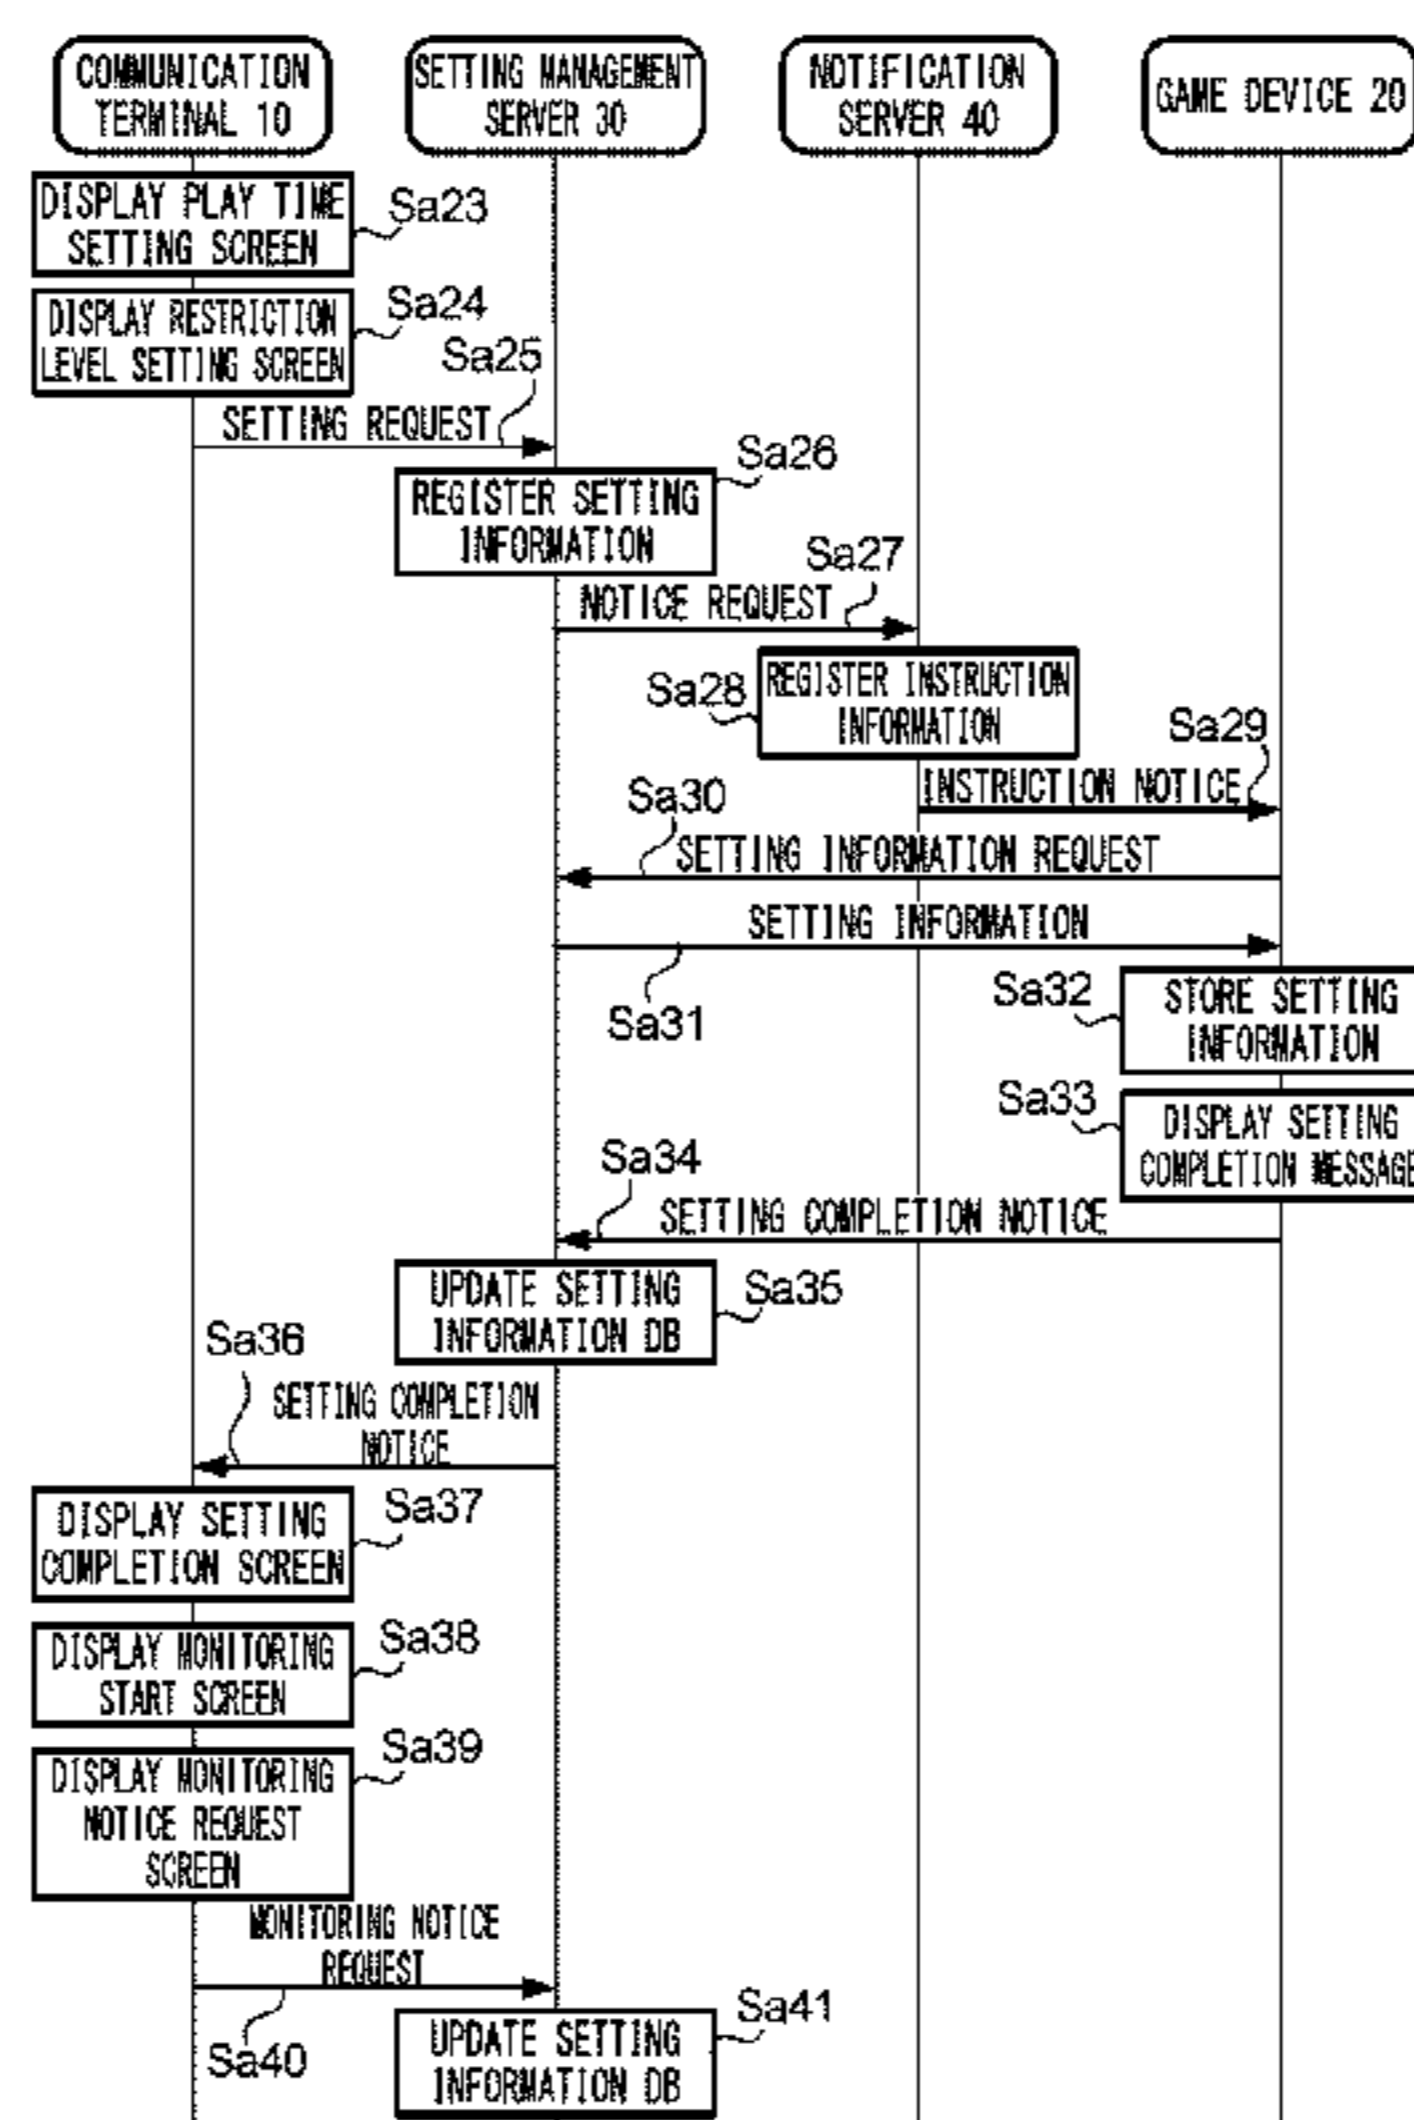 COMMUNICATION
TERMINAL 10
SETTING MANAGEMENT
SERVER 30
NOTIFICATION
SERVER 40
GAME DEVICE 20
DISPLAY PLAY TIME
SETTING SCREEN
Sa23
DISPLAY RESTRICTION
LEVEL SETTING SCREEN
Sa24
Sa25
SETTING REQUEST
Sa26
REGISTER SETTING
INFORMATION
Sa27
NOTICE REQUEST
Sa28
REGISTER INSTRUCTION
INFORMATION
Sa29
INSTRUCTION NOTICE
Sa30
SETTING INFORMATION REQUEST
SETTING INFORMATION
Sa31
Sa32
STORE SETTING
INFORMATION
Sa33
DISPLAY SETTING
COMPLETION MESSAGE
Sa34
SETTING COMPLETION NOTICE
UPDATE SETTING
INFORMATION DB
Sa35
Sa36
SETTING COMPLETION
NOTICE
DISPLAY SETTING
COMPLETION SCREEN
Sa37
DISPLAY MONITORING
START SCREEN
Sa38
DISPLAY MONITORING
NOTICE REQUEST
SCREEN
Sa39
MONITORING NOTICE
REQUEST
Sa40
UPDATE SETTING
INFORMATION DB
Sa41